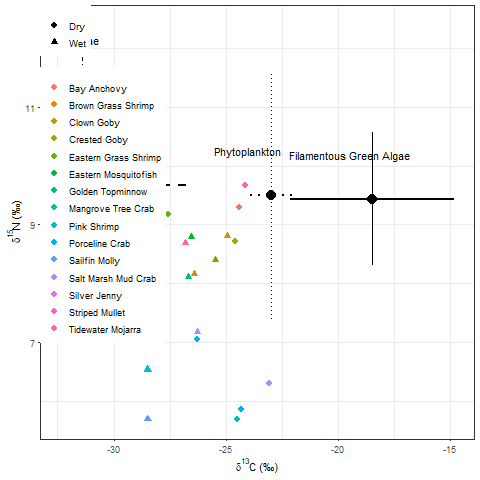 Dry
Wet
Bay Anchovy
Brown Grass Shrimp
Clown Goby
Crested Goby
Eastern Grass Shrimp
Eastern Mosquitofish
Golden Topminnow
Mangrove Tree Crab
Pink Shrimp
Porceline Crab
Sailfin Molly
Salt Marsh Mud Crab
Silver Jenny
Striped Mullet
Tidewater Mojarra
Phytoplankton
Filamentous Green Algae
11
9
7
δ15N (‰)
-30
-25
-20
-15
δ13C (‰)